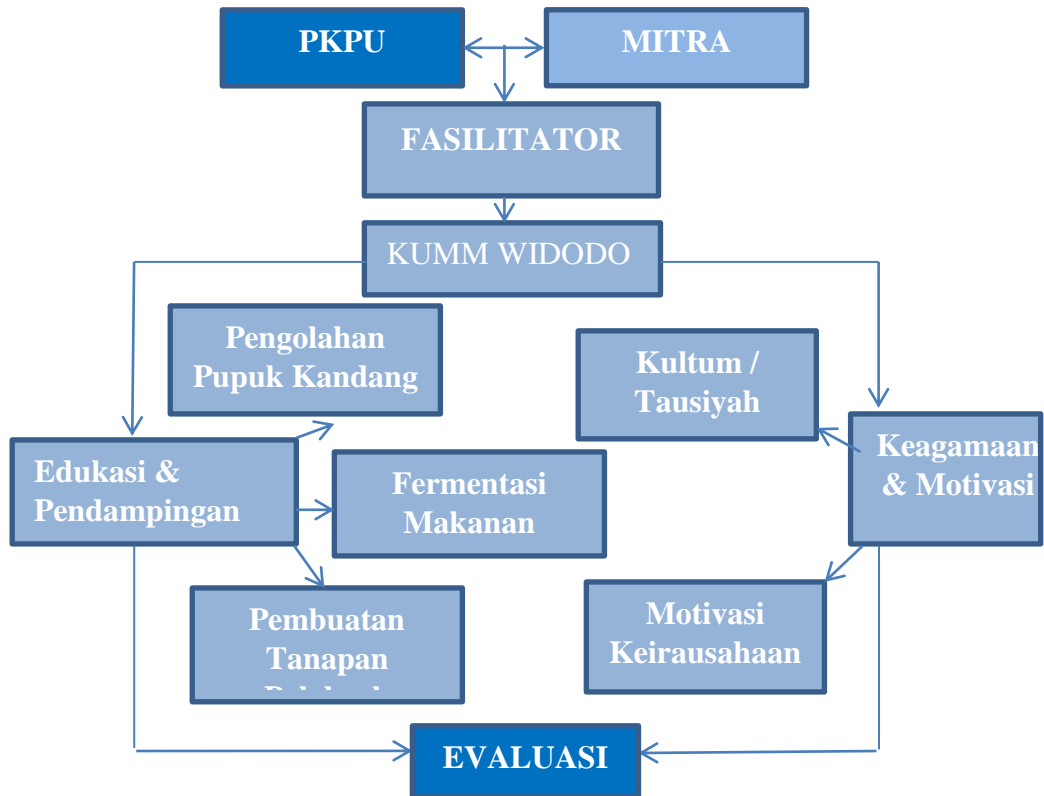 PKPU
MITRA
FASILITATOR
KUMM WIDODO
Pengolahan
Pupuk Kandang
Kultum /
Tausiyah
Edukasi &
Pendampingan
Fermentasi
Makanan
Keagamaan
& Motivasi
Pembuatan
Tanapan
Motivasi
Keirausahaan
EVALUASI